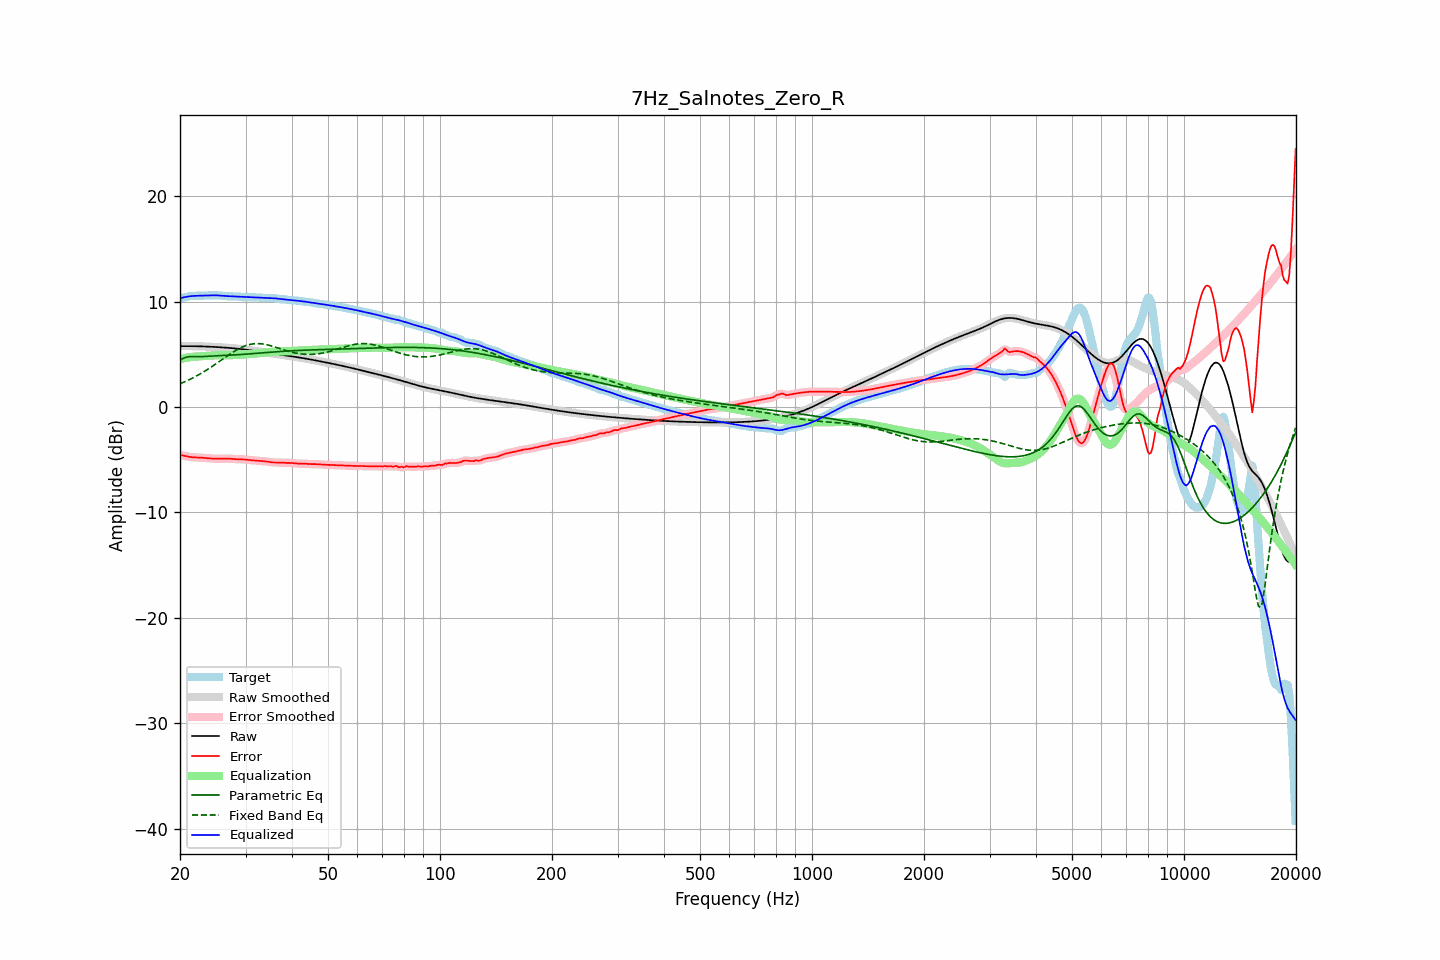 7Hz_Salnotes_Zero_R
Amplitude (dBr)
20
10
0
−10
−20
−30
−40
Target
Raw Smoothed
Error Smoothed
Raw
Error
Equalization
Parametric Eq
Fixed Band Eq
Equalized
20 50 100 200 500 1000 2000 5000 10000 20000
Frequency (Hz)